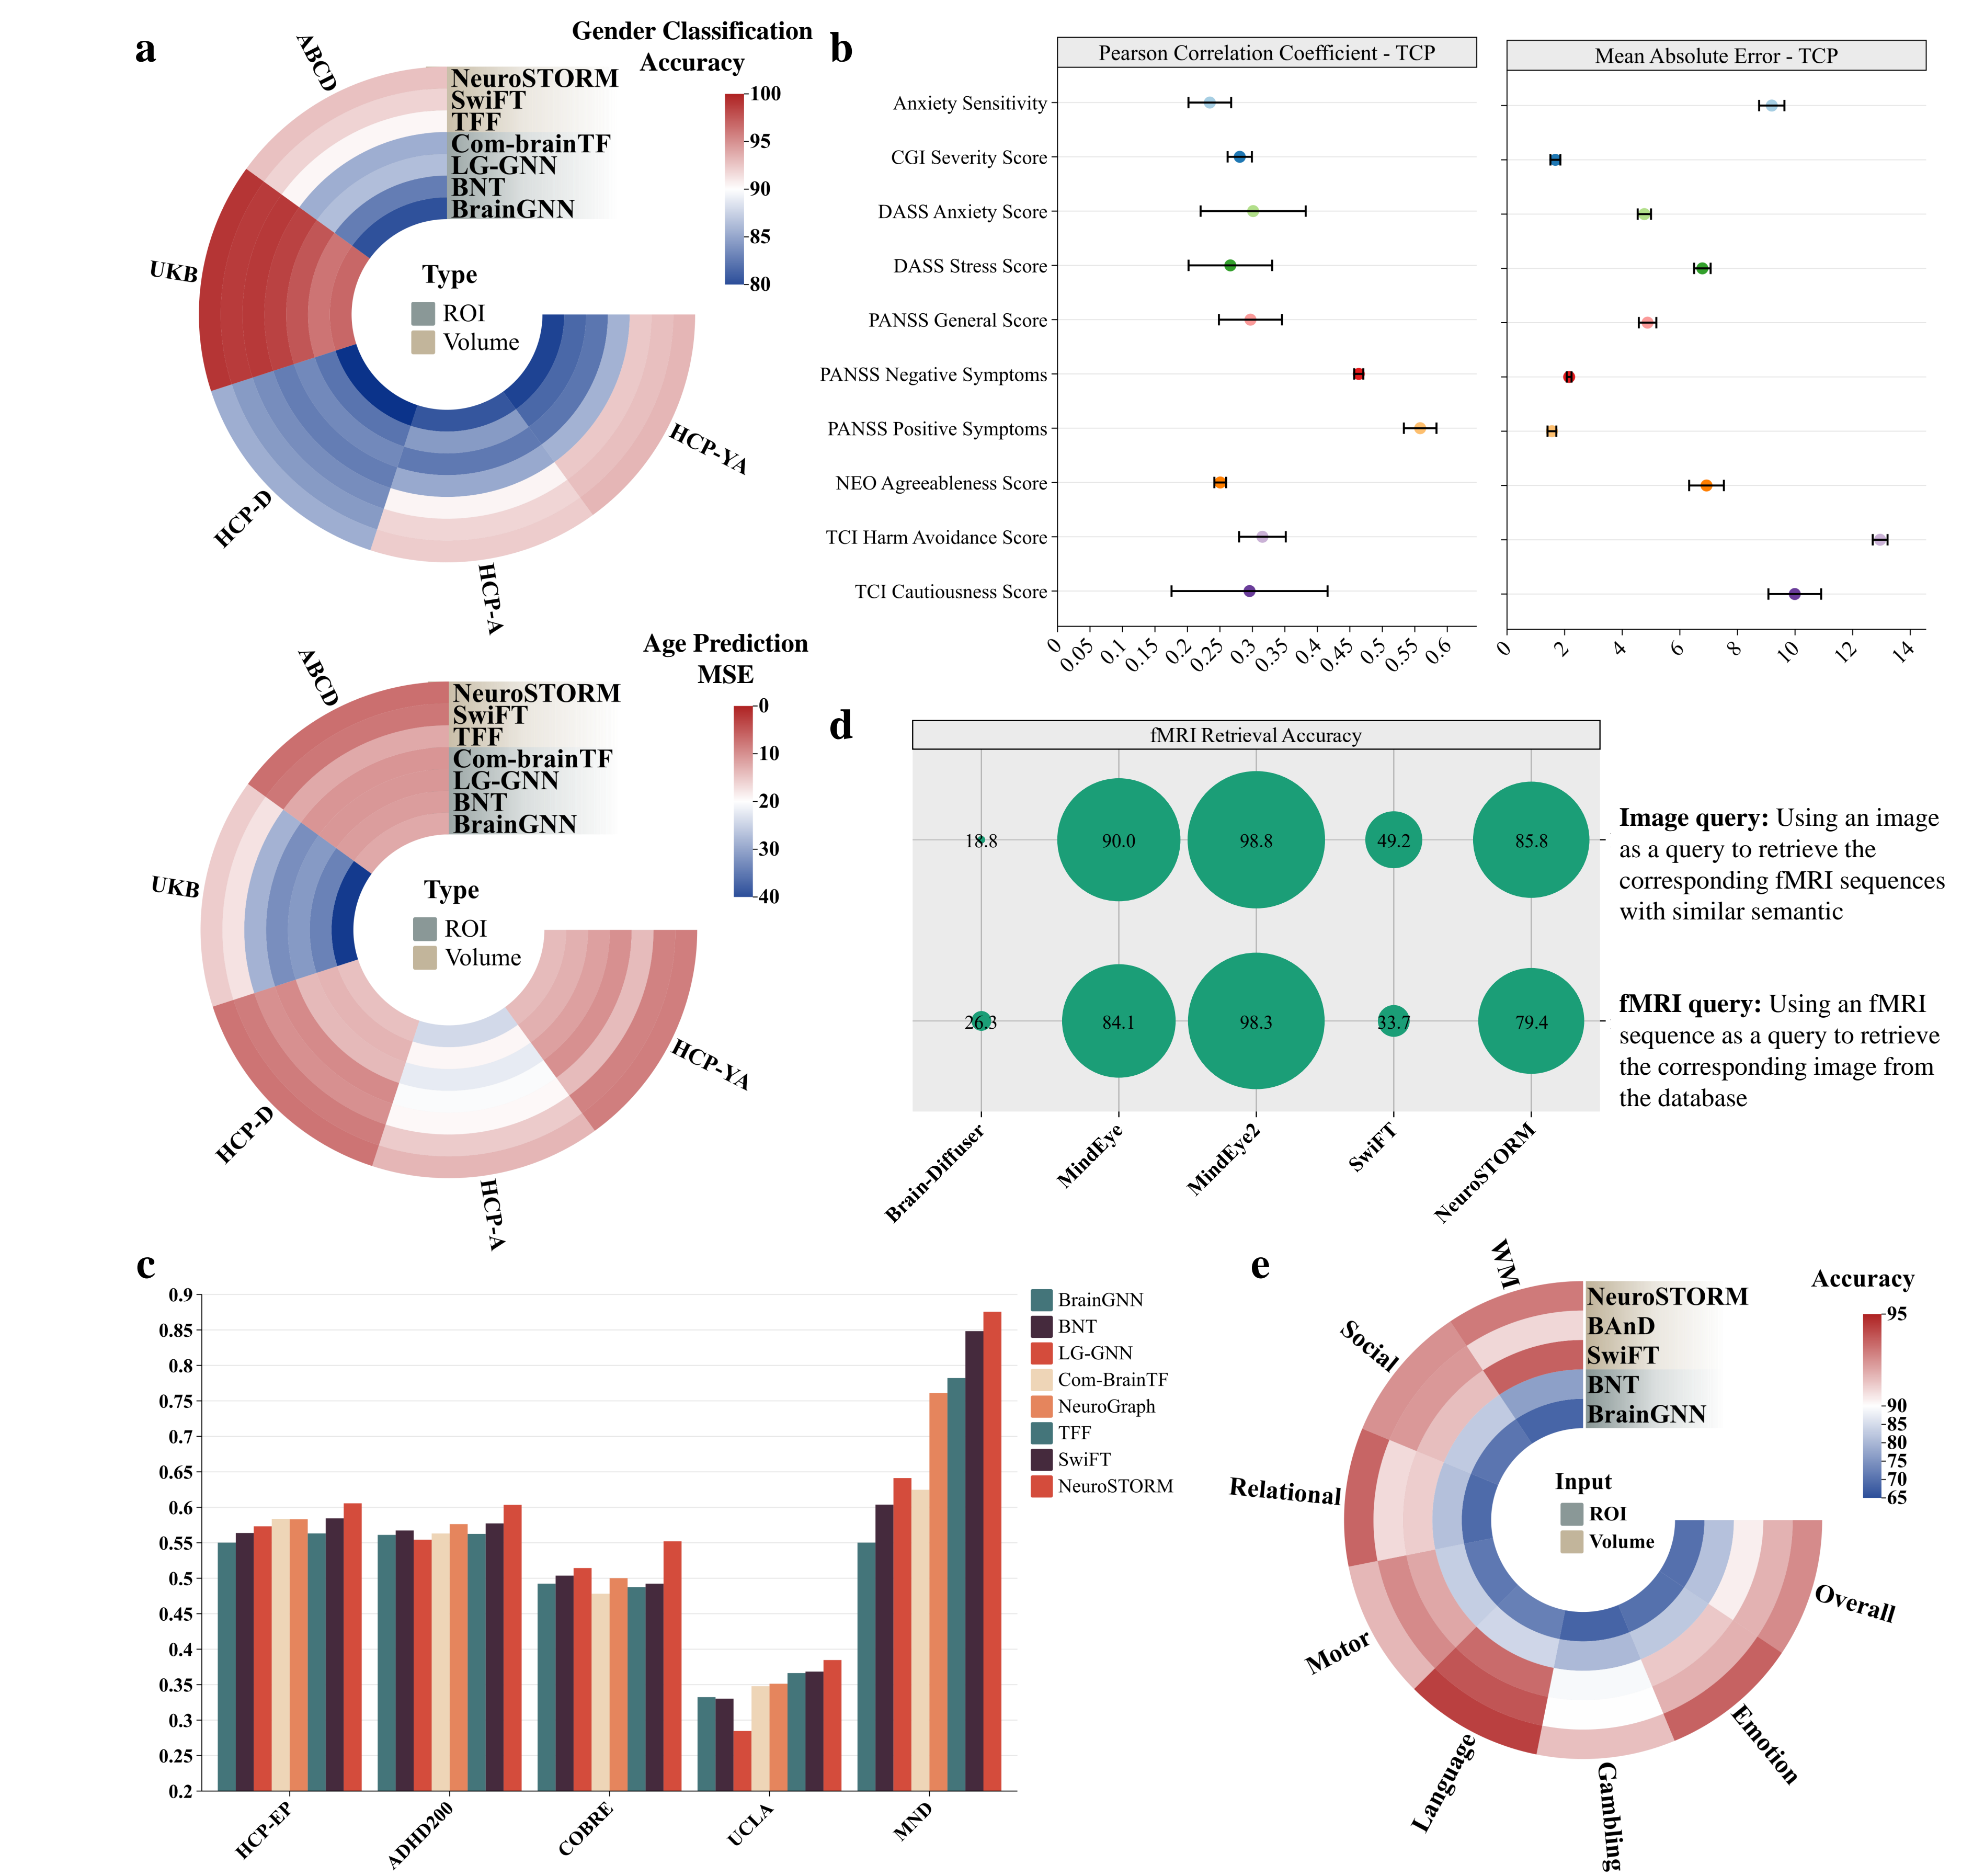 a
Gender Classification
Accuracy
ABCD
UKB
HCP-D
HCP-A
HCP-YA
NeuroSTORM
SwiFT
TFF
Com-brainTF
LG-GNN
BNT
BrainGNN
100
95
90
85
80
Type
ROI
Volume
Age Prediction
MSE
ABCD
UKB
HCP-D
HCP-A
HCP-YA
NeuroSTORM
SwiFT
TFF
Com-brainTF
LG-GNN
BNT
BrainGNN
0
10
20
30
40
Type
ROI
Volume
b
Pearson Correlation Coefficient - TCP
Mean Absolute Error - TCP
Anxiety Sensitivity
CGI Severity Score
DASS Anxiety Score
DASS Stress Score
PANSS General Score
PANSS Negative Symptoms
PANSS Positive Symptoms
NEO Agreeableness Score
TCI Harm Avoidance Score
TCI Cautiousness Score
0 0.05 0.1 0.15 0.2 0.25 0.3 0.35 0.4 0.45 0.5 0.55 0.6
0 2 4 6 8 10 12 14
d
fMRI Retrieval Accuracy
18.8 90.0 98.8 49.2 85.8
26.3 84.1 98.3 33.7 79.4
Brain-Diffuser
MindEye
MindEye2
SwiFT
NeuroSTORM
Image query: Using an image
as a query to retrieve the
corresponding fMRI sequences
with similar semantic
fMRI query: Using an fMRI
sequence as a query to retrieve
the corresponding image from
the database
c
0.9
0.85
0.8
0.75
0.7
0.65
0.6
0.55
0.5
0.45
0.4
0.35
0.3
0.25
0.2
HCP-EP
ADHD200
COBRE
UCLA
MND
BrainGNN
BNT
LG-GNN
Com-BrainTF
NeuroGraph
TFF
SwiFT
NeuroSTORM
e
Accuracy
WM
Social
Relational
Motor
Language
Gambling
Emotion
Overall
NeuroSTORM
BAnD
SwiFT
BNT
BrainGNN
95
90
85
80
75
70
65
Input
ROI
Volume